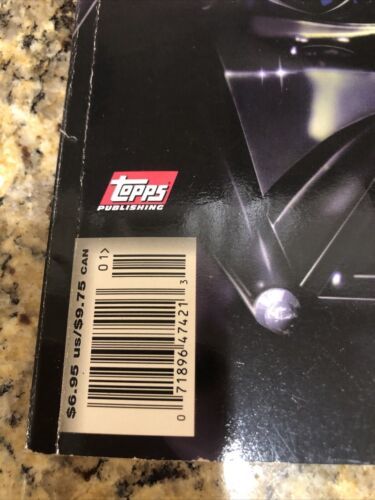 topps
PUBLISHING
$6.95 US/$9.75 CAN
01>
0 71896 47421 3